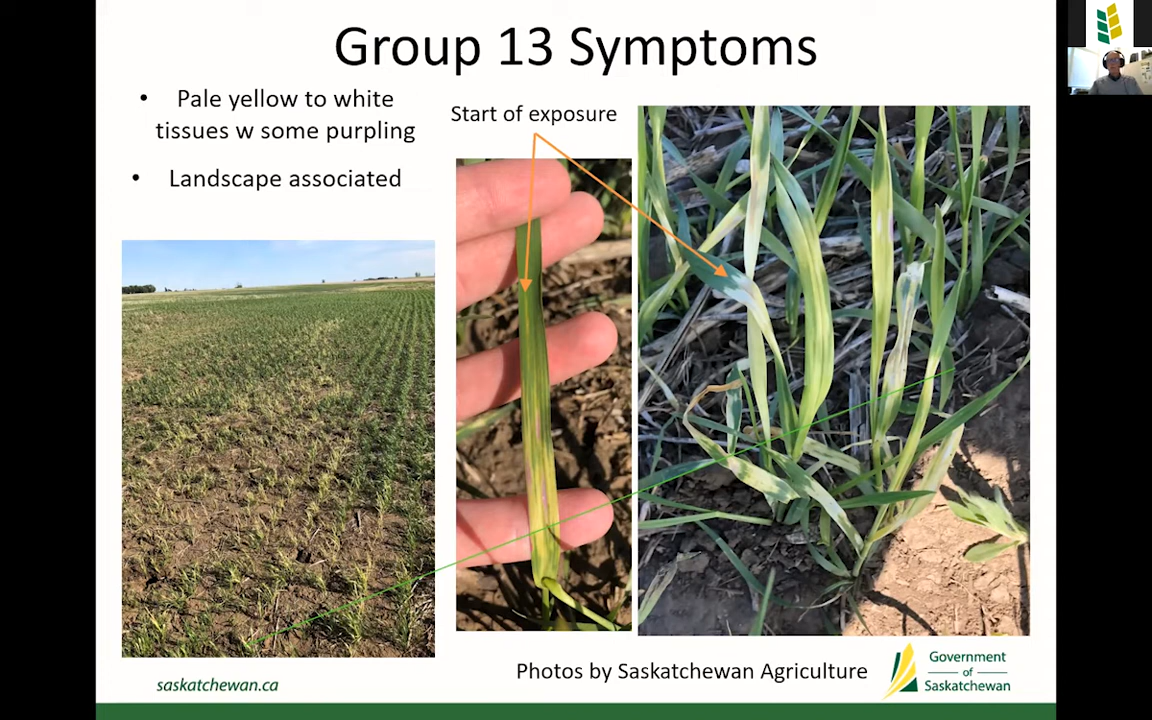 Group 13 Symptoms
• Pale yellow to white
tissues w some purpling
• Landscape associated
Start of exposure
Photos by Saskatchewan Agriculture
saskatchewan.ca
Government
of
Saskatchewan